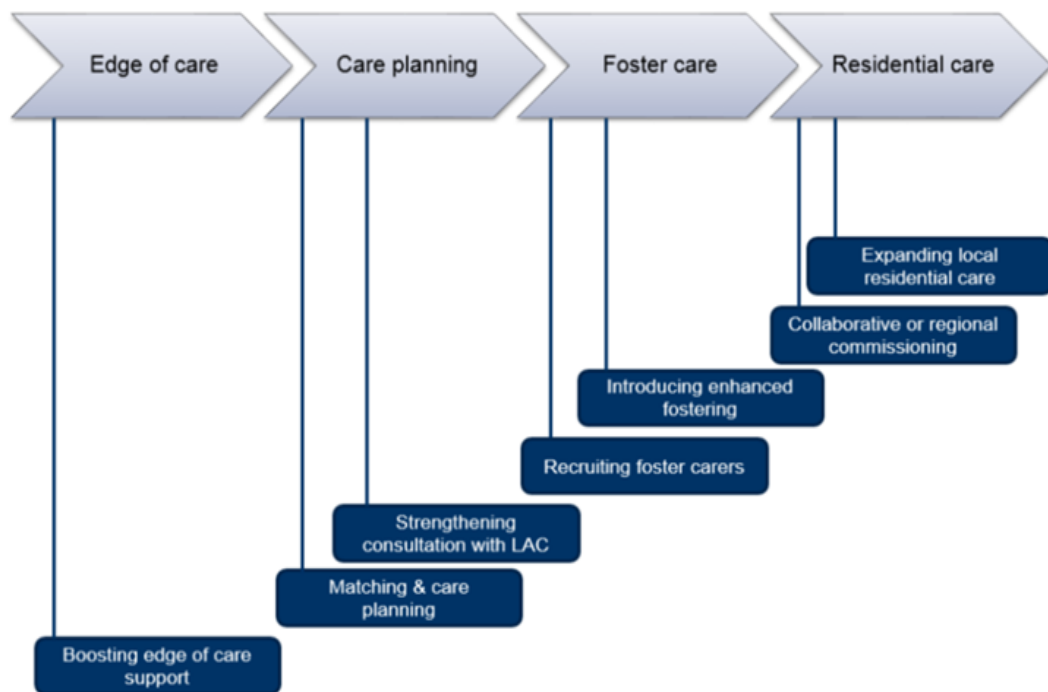 Edge of care
Care planning
Foster care
Residential care
Expanding local
residential care
Collaborative or regional
commissioning
Introducing enhanced
fostering
Recruiting foster carers
Strengthening
consultation with LAC
Matching & care
planning
Boosting edge of care
support